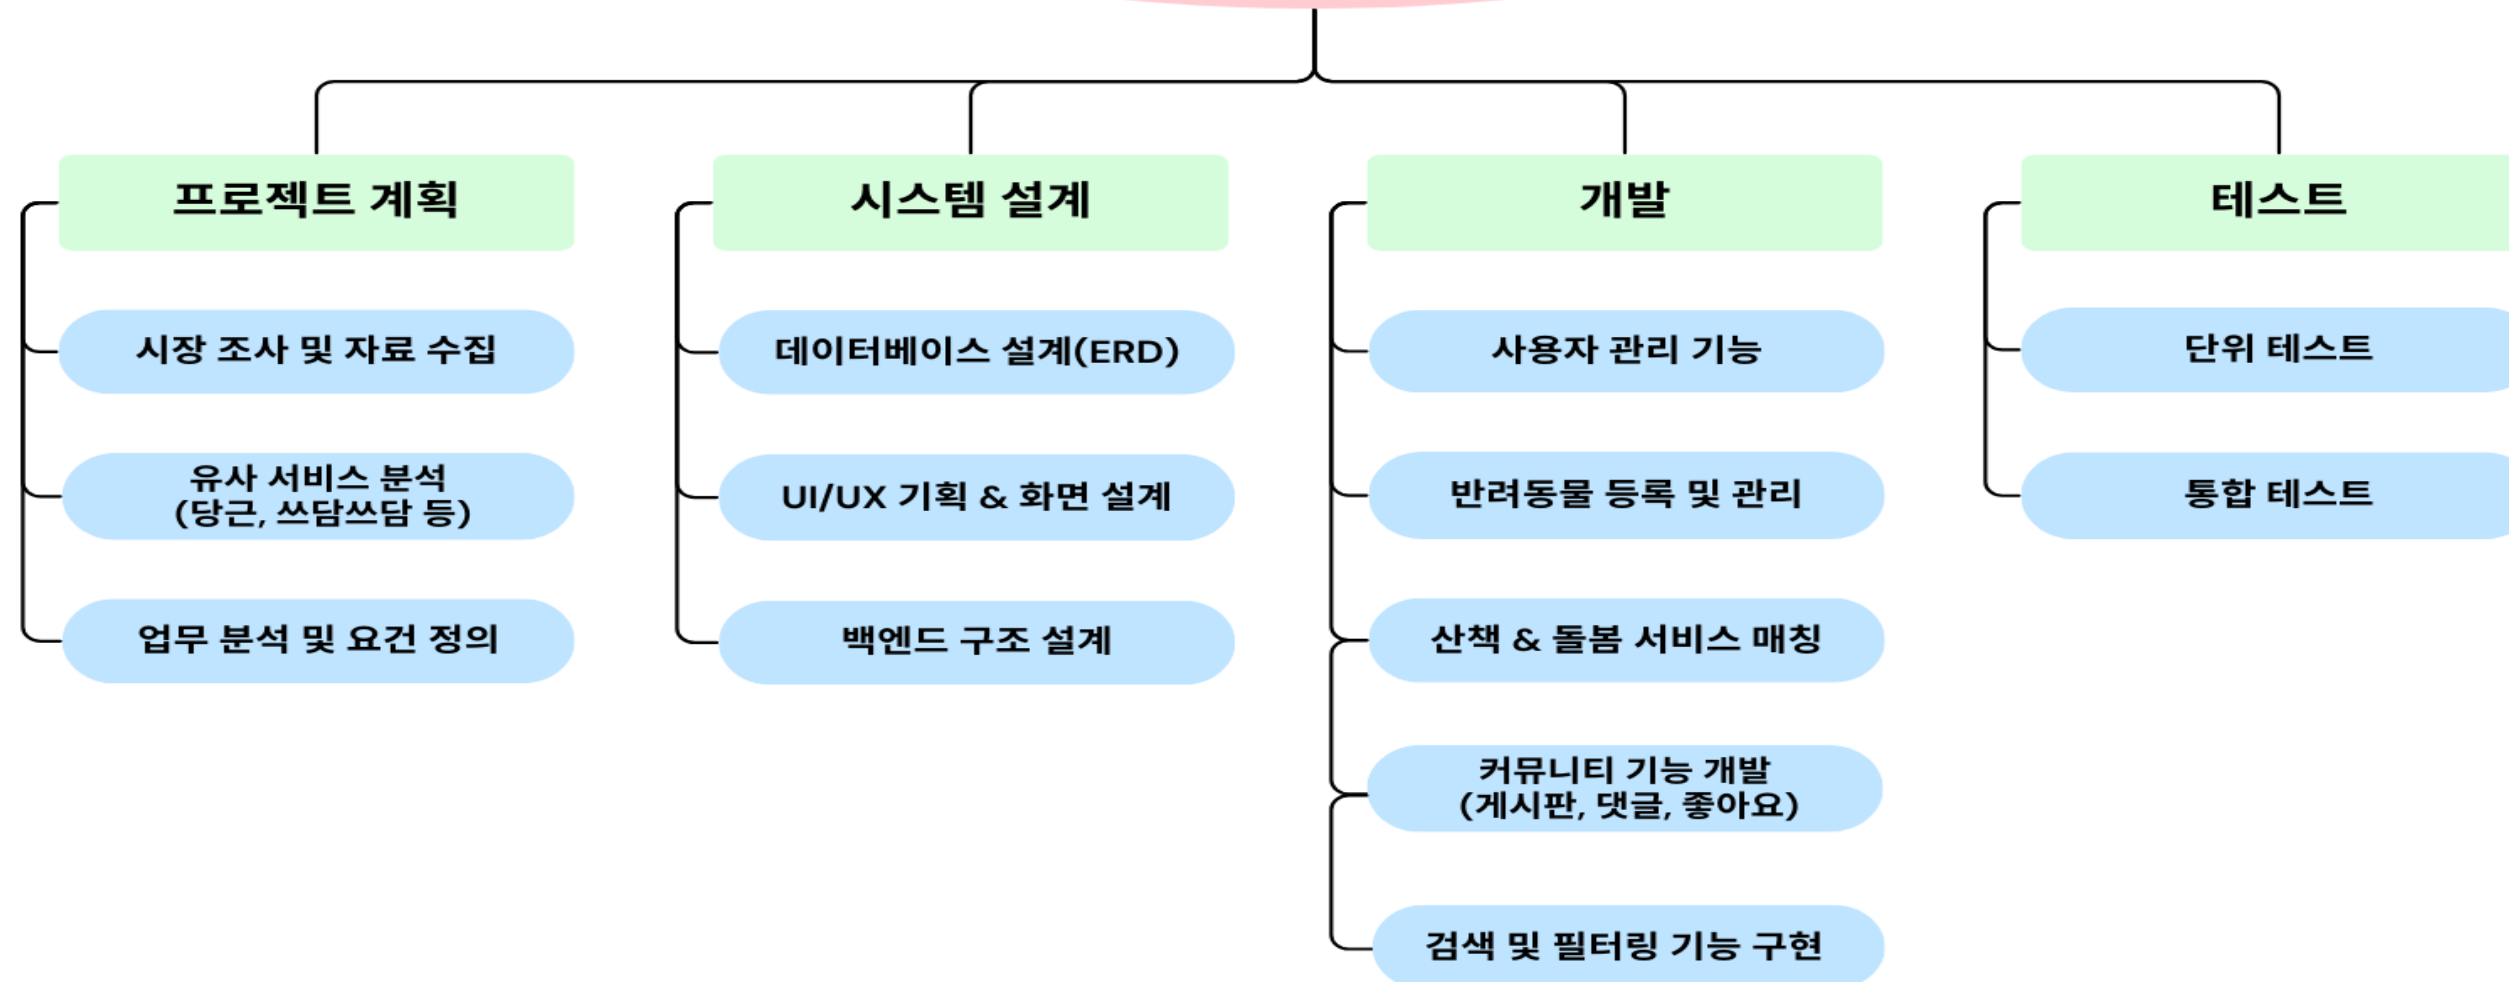 프로젝트 계획
시장 조사 및 자료 수집
유사 서비스 분석
(당근, 쓰담쓰담 등)
업무 분석 및 요건 정의
시스템 설계
데이터베이스 설계(ERD)
UI/UX 기획 & 화면 설계
백엔드 구조 설계
개발
사용자 관리 기능
반려동물 등록 및 관리
산책 & 돌봄 서비스 매칭
커뮤니티 기능 개발
(게시판, 댓글, 좋아요)
검색 및 필터링 기능 구현
테스트
단위 테스트
통합 테스트